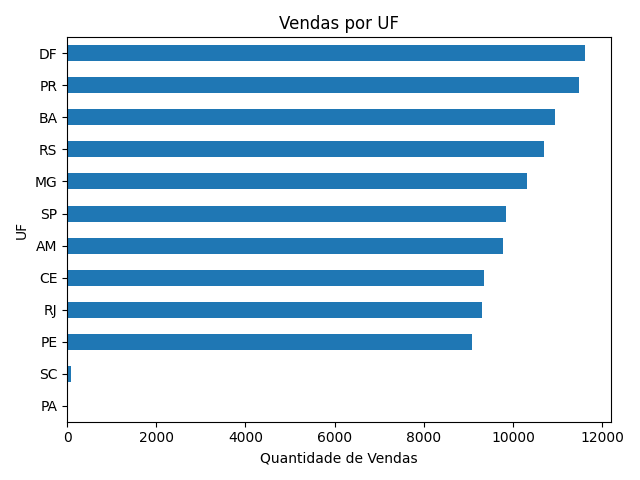 Vendas por UF
DF
PR
BA
RS
MG
SP
AM
CE
RJ
PE
SC
PA
UF
0 2000 4000 6000 8000 10000 12000
Quantidade de Vendas